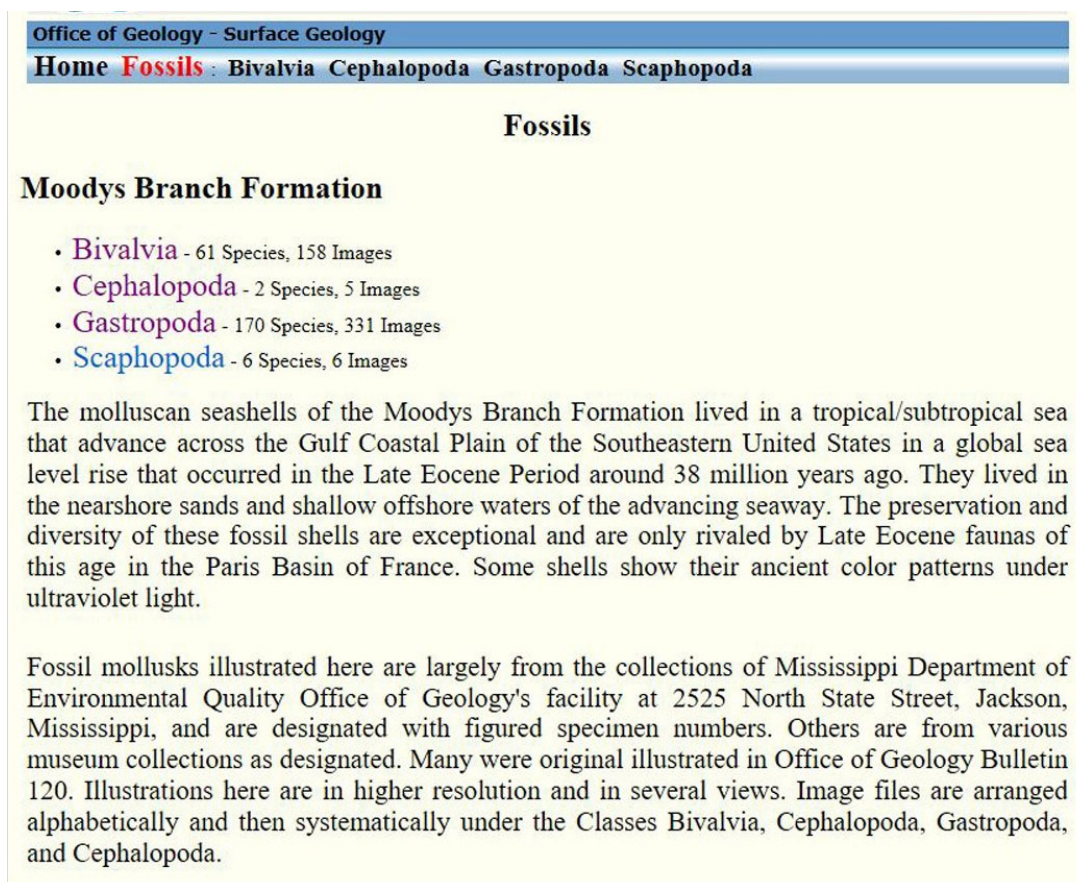 Office of Geology - Surface Geology
Home Fossils : Bivalvia Cephalopoda Gastropoda Scaphopoda
Fossils
Moodys Branch Formation
• Bivalvia - 61 Species, 158 Images
• Cephalopoda - 2 Species, 5 Images
• Gastropoda - 170 Species, 331 Images
• Scaphopoda - 6 Species, 6 Images
The molluscan seashells of the Moodys Branch Formation lived in a tropical/subtropical sea
that advance across the Gulf Coastal Plain of the Southeastern United States in a global sea
level rise that occurred in the Late Eocene Period around 38 million years ago. They lived in
the nearshore sands and shallow offshore waters of the advancing seaway. The preservation and
diversity of these fossil shells are exceptional and are only rivaled by Late Eocene faunas of
this age in the Paris Basin of France. Some shells show their ancient color patterns under
ultraviolet light.
Fossil mollusks illustrated here are largely from the collections of Mississippi Department of
Environmental Quality Office of Geology's facility at 2525 North State Street, Jackson,
Mississippi, and are designated with figured specimen numbers. Others are from various
museum collections as designated. Many were original illustrated in Office of Geology Bulletin
120. Illustrations here are in higher resolution and in several views. Image files are arranged
alphabetically and then systematically under the Classes Bivalvia, Cephalopoda, Gastropoda,
and Cephalopoda.